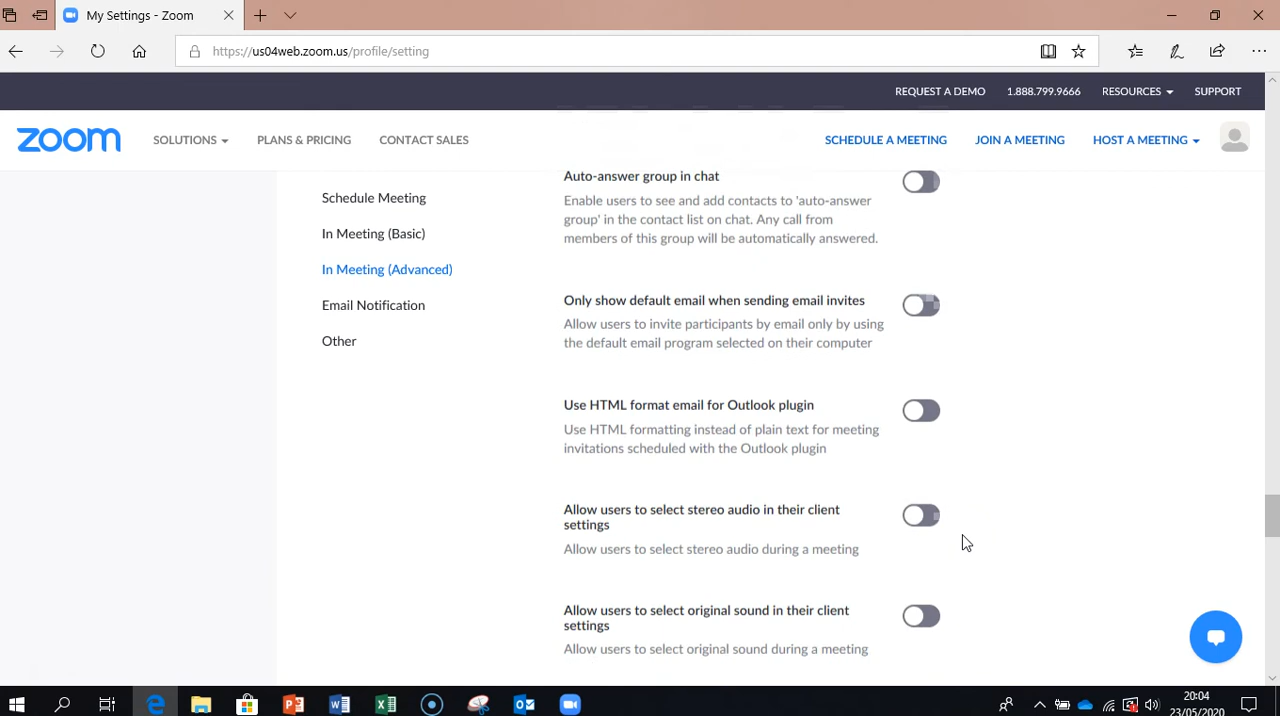 My Settings - Zoom
https://us04web.zoom.us/profile/setting
REQUEST A DEMO 1.888.799.9666 RESOURCES SUPPORT
zoom SOLUTIONS PLANS & PRICING CONTACT SALES SCHEDULE A MEETING JOIN A MEETING HOST A MEETING
Schedule Meeting
In Meeting (Basic)
In Meeting (Advanced)
Email Notification
Other
Auto-answer group in chat
Enable users to see and add contacts to 'auto-answer
group' in the contact list on chat. Any call from
members of this group will be automatically answered.
Only show default email when sending email invites
Allow users to invite participants by email only by using
the default email program selected on their computer
Use HTML format email for Outlook plugin
Use HTML formatting instead of plain text for meeting
invitations scheduled with the Outlook plugin
Allow users to select stereo audio in their client
settings
Allow users to select stereo audio during a meeting
Allow users to select original sound in their client
settings
Allow users to select original sound during a meeting
20:04
23/05/2020